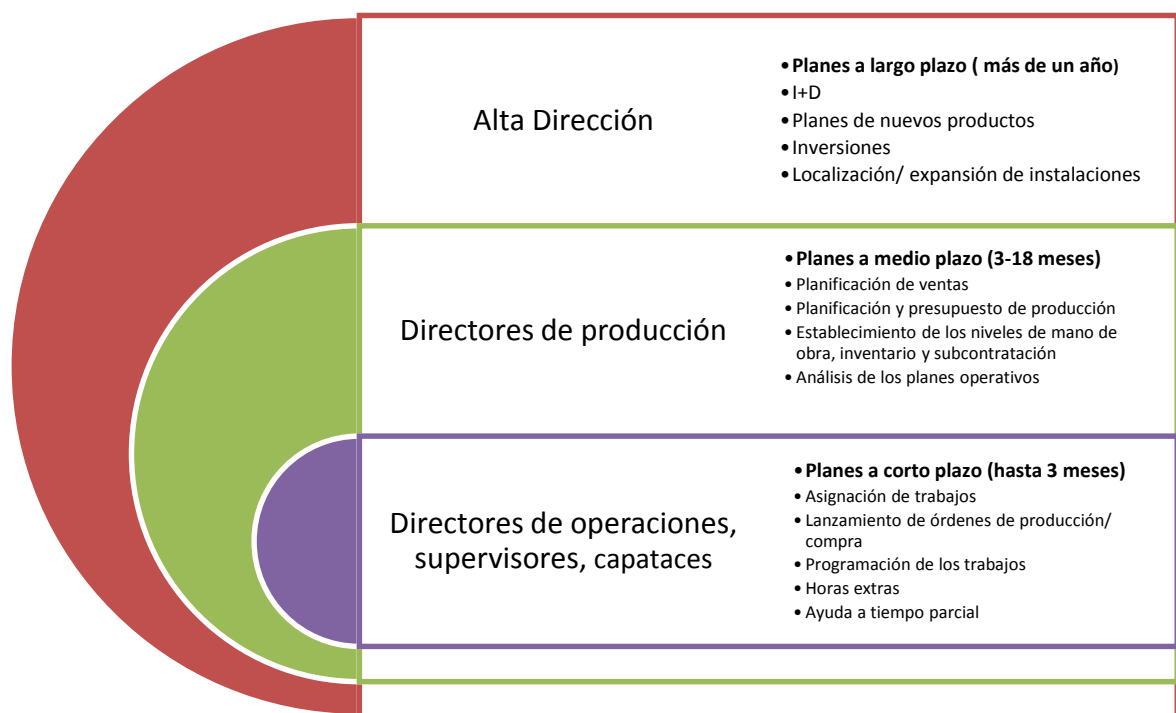 Alta Dirección
•Planes a largo plazo ( más de un año)
•I+D
•Planes de nuevos productos
•Inversiones
•Localización/ expansión de instalaciones
Directores de producción
•Planes a medio plazo (3-18 meses)
•Planificación de ventas
•Planificación y presupuesto de producción
•Establecimiento de los niveles de mano de
obra, inventario y subcontratación
•Análisis de los planes operativos
Directores de operaciones,
supervisores, capataces
•Planes a corto plazo (hasta 3 meses)
•Asignación de trabajos
•Lanzamiento de órdenes de producción/
compra
•Programación de los trabajos
•Horas extras
•Ayuda a tiempo parcial